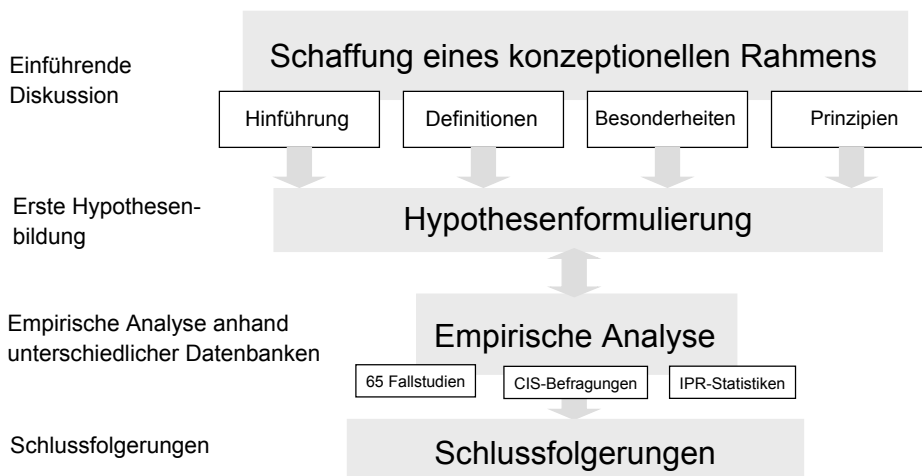 Schaffung eines konzeptionellen Rahmens
Einführende
Diskussion
Hinführung
Definitionen
Besonderheiten
Prinzipien
Erste Hypothesen-
bildung
Hypothesenformulierung
Empirische Analyse anhand
unterschiedlicher Datenbanken
Empirische Analyse
65 Fallstudien
CIS-Befragungen
IPR-Statistiken
Schlussfolgerungen
Schlussfolgerungen